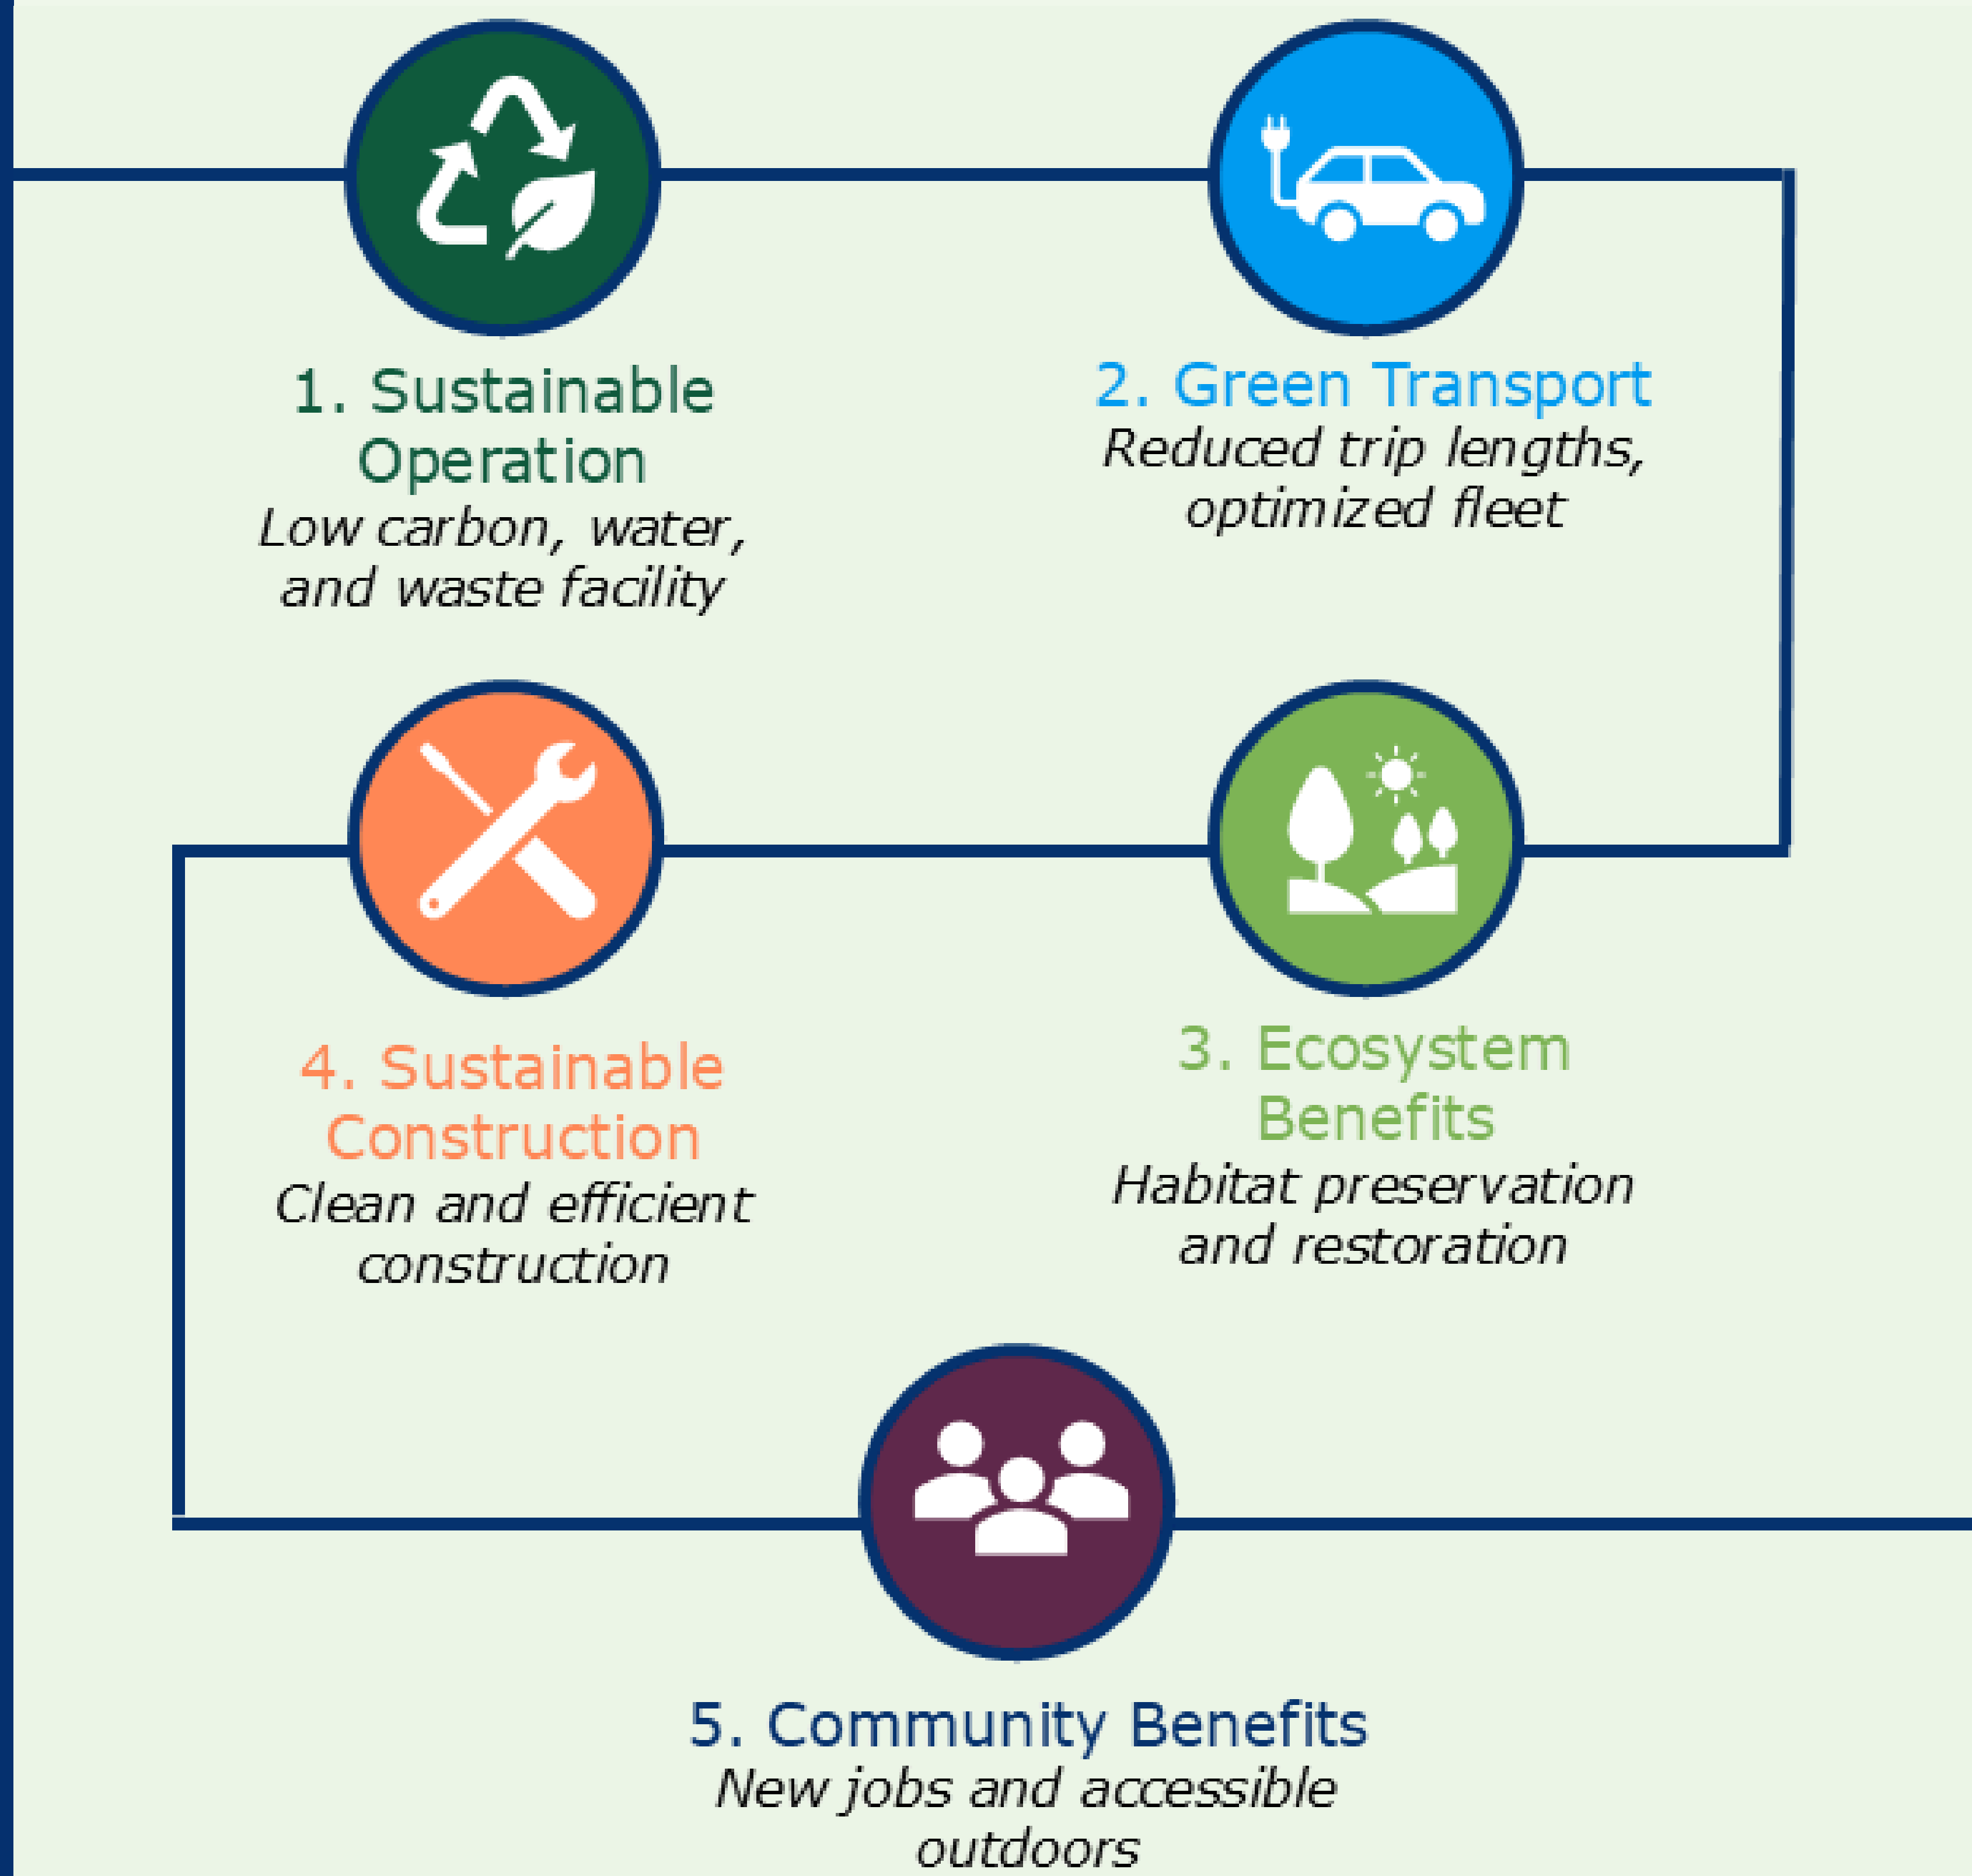 1. Sustainable
Operation
Low carbon, water,
and waste facility
2. Green Transport
Reduced trip lengths,
optimized fleet
3. Ecosystem
Benefits
Habitat preservation
and restoration
4. Sustainable
Construction
Clean and efficient
construction
5. Community Benefits
New jobs and accessible
outdoors